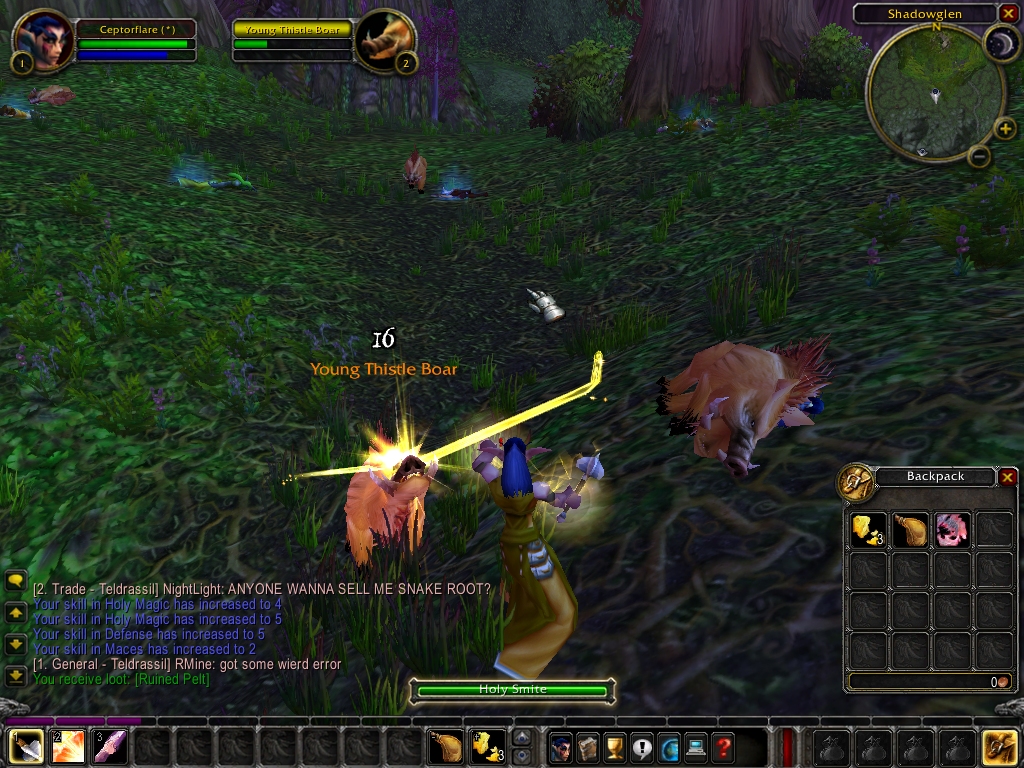 Ceptorflare (*)
1
Young Thistle Boar
2
Shadowglen
N
16
Young Thistle Boar
Backpack
3
[2. Trade - Teldrassil] NightLight: ANYONE WANNA SELL ME SNAKE ROOT?
Your skill in Holy Magic has increased to 4
Your skill in Holy Magic has increased to 5
Your skill in Defense has increased to 5
Your skill in Maces has increased to 2
[1. General - Teldrassil] RMine: got some wierd error
You receive loot: [Ruined Pelt]
0
Holy Smite
1
2
3
3